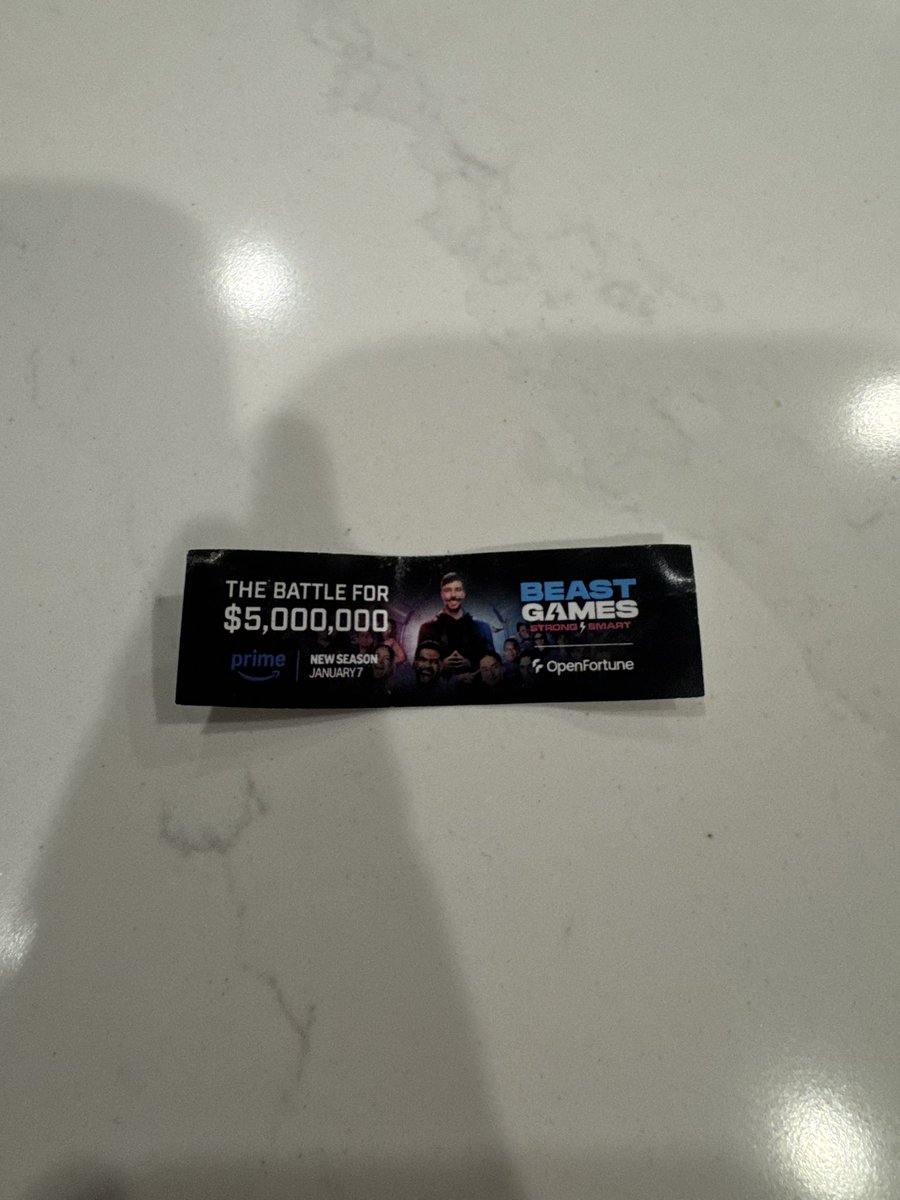 THE BATTLE FOR
$5,000,000
prime
NEW SEASON
JANUARY 7
BEAST
GAMES
STRONG SMART
OpenFortune